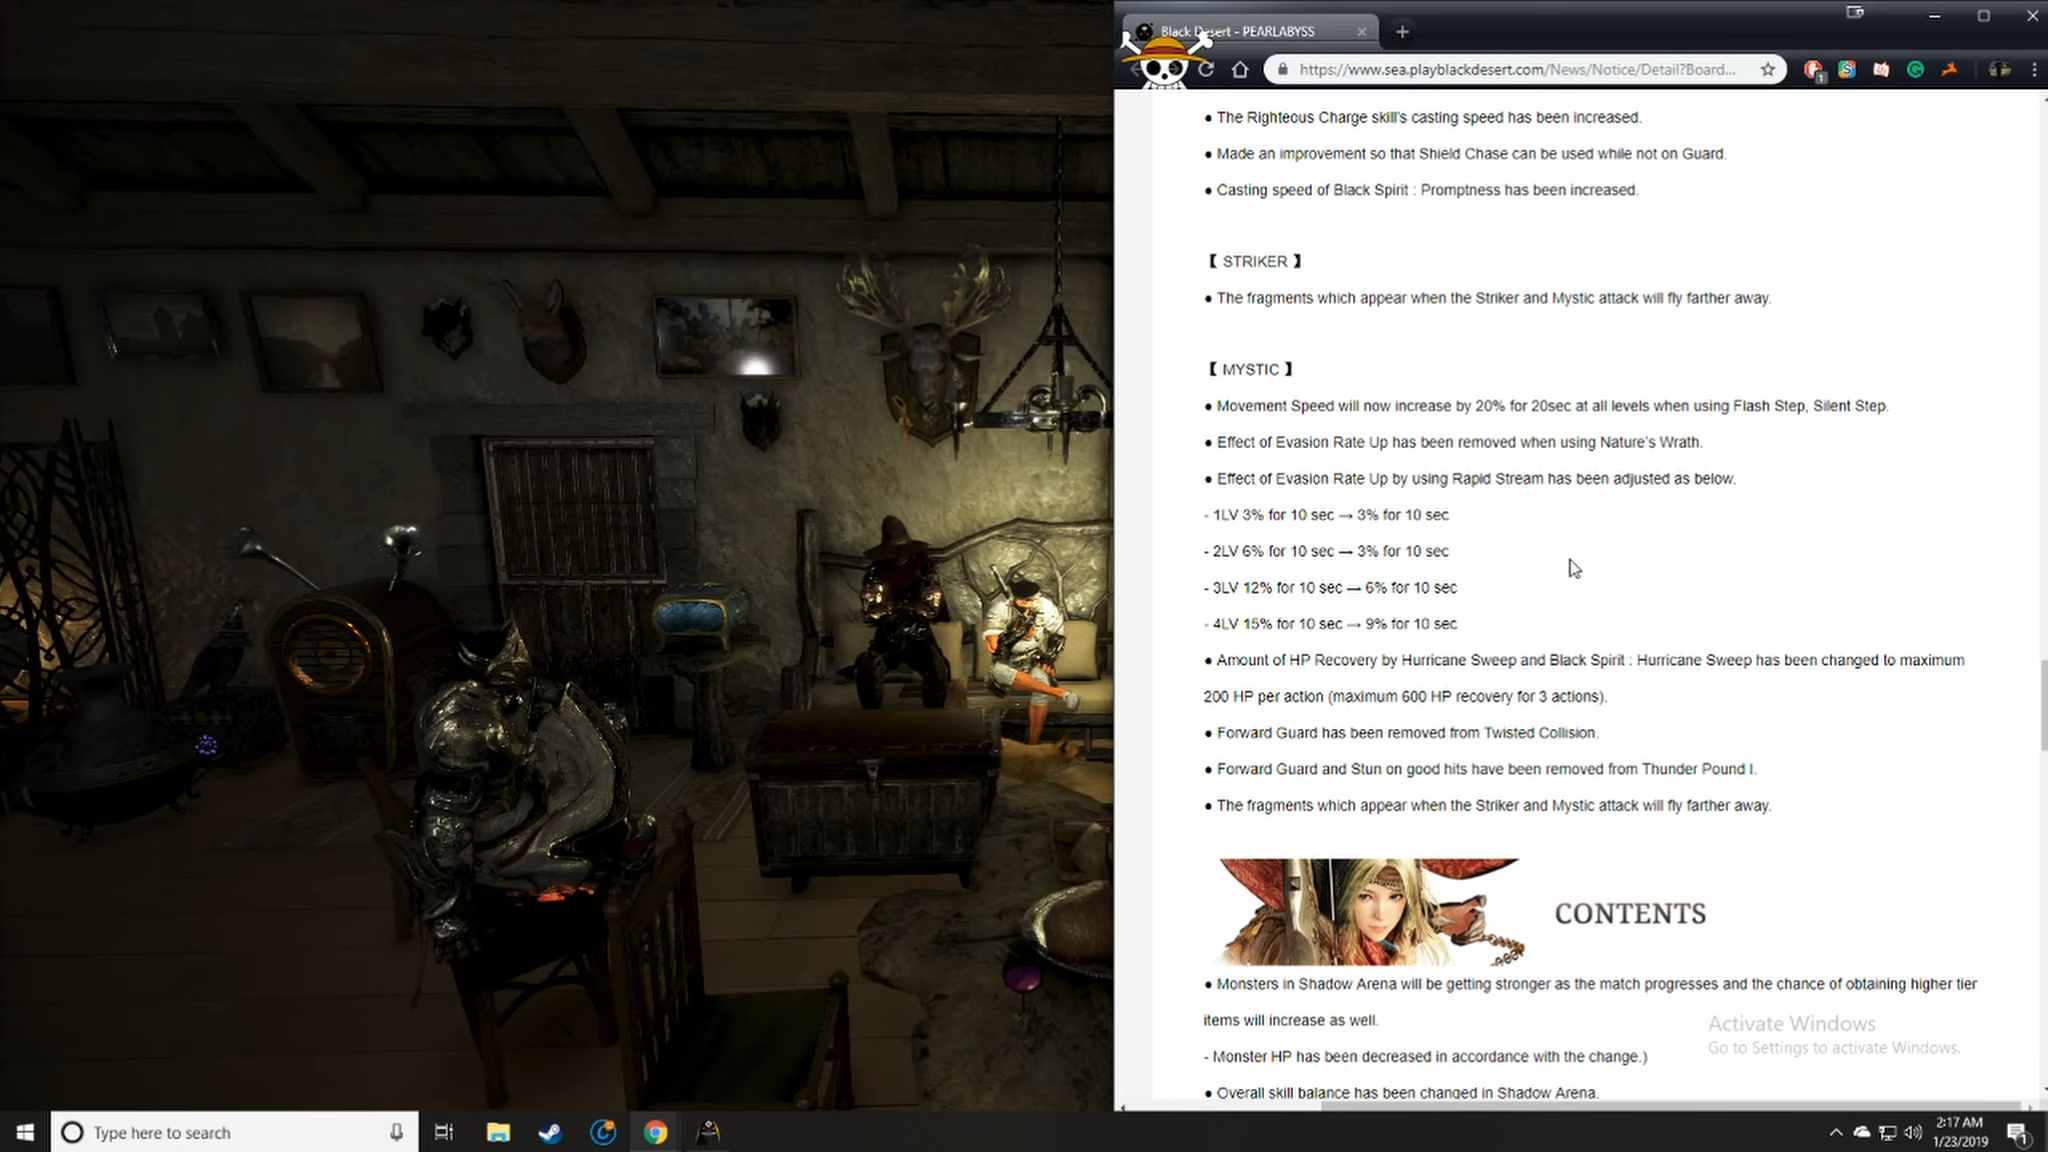 Black Desert - PEARLABYSS
https://www.sea.playblackdesert.com/News/Notice/Detail?Board...
● The Righteous Charge skill's casting speed has been increased.
● Made an improvement so that Shield Chase can be used while not on Guard.
● Casting speed of Black Spirit : Promptness has been increased.
【 STRIKER 】
● The fragments which appear when the Striker and Mystic attack will fly farther away.
【 MYSTIC 】
● Movement Speed will now increase by 20% for 20sec at all levels when using Flash Step, Silent Step.
● Effect of Evasion Rate Up has been removed when using Nature's Wrath.
● Effect of Evasion Rate Up by using Rapid Stream has been adjusted as below.
- 1LV 3% for 10 sec → 3% for 10 sec
- 2LV 6% for 10 sec → 3% for 10 sec
- 3LV 12% for 10 sec → 6% for 10 sec
- 4LV 15% for 10 sec → 9% for 10 sec
● Amount of HP Recovery by Hurricane Sweep and Black Spirit : Hurricane Sweep has been changed to maximum
200 HP per action (maximum 600 HP recovery for 3 actions).
● Forward Guard has been removed from Twisted Collision.
● Forward Guard and Stun on good hits have been removed from Thunder Pound I.
● The fragments which appear when the Striker and Mystic attack will fly farther away.
CONTENTS
● Monsters in Shadow Arena will be getting stronger as the match progresses and the chance of obtaining higher tier
items will increase as well.
- Monster HP has been decreased in accordance with the change.)
● Overall skill balance has been changed in Shadow Arena.
Activate Windows
Go to Settings to activate Windows.
Type here to search
2:17 AM
1/23/2019
1